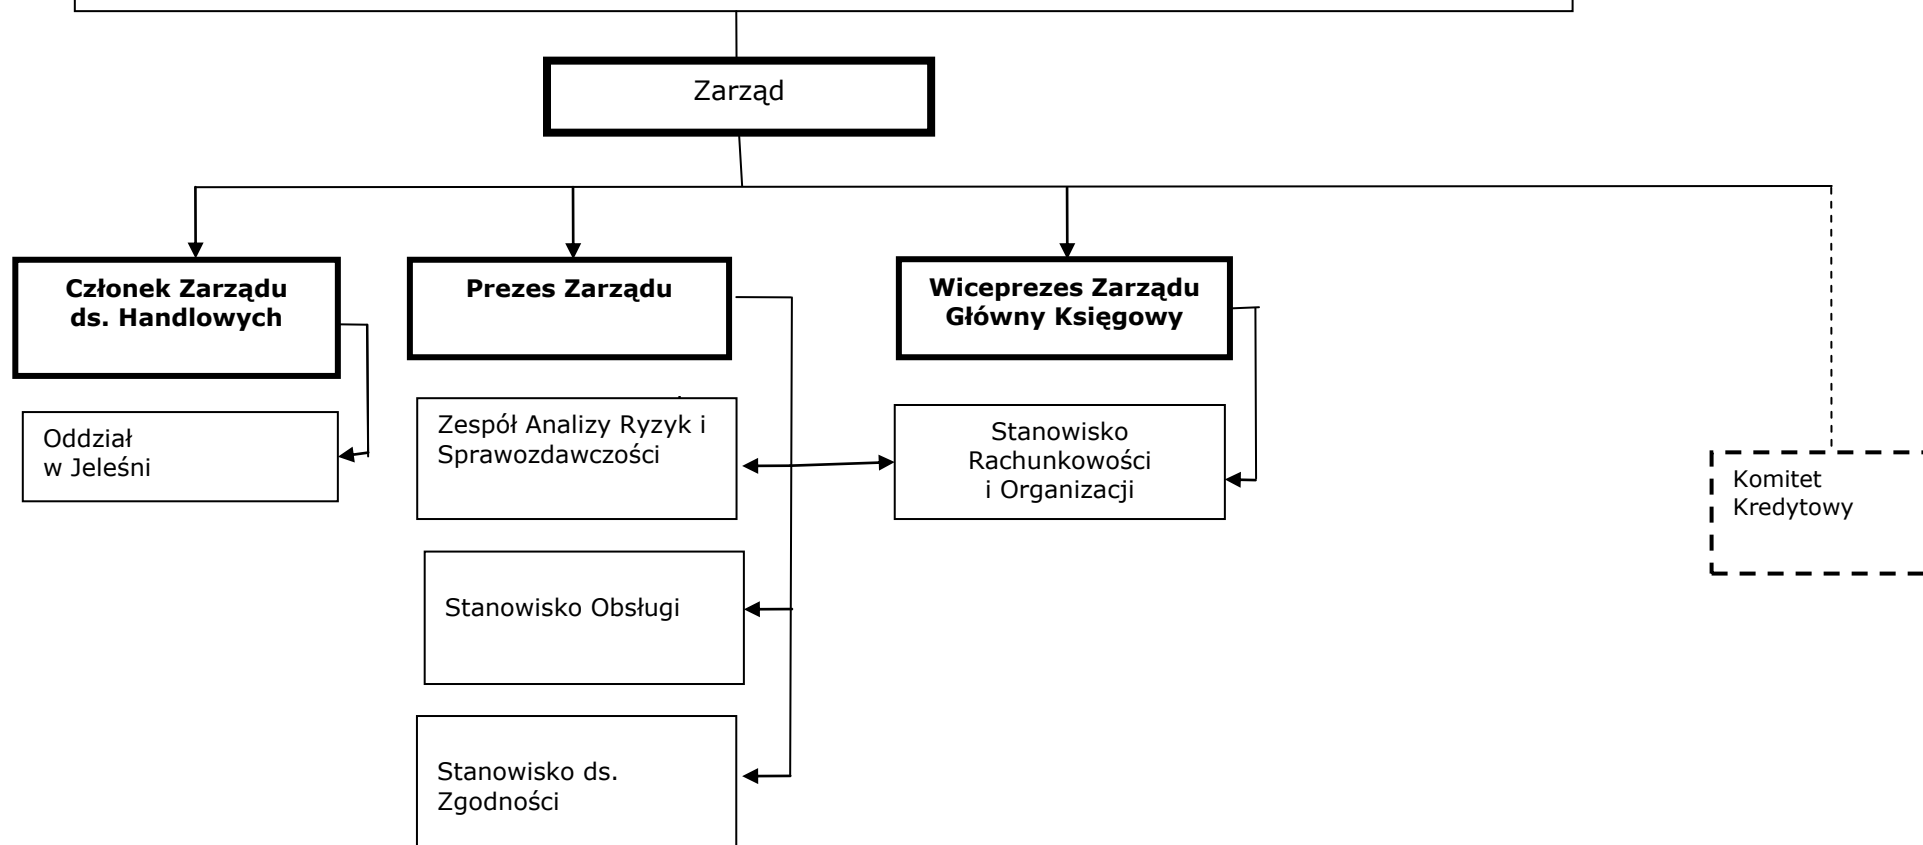 Zarząd
Członek Zarządu
ds. Handlowych
Prezes Zarządu
Wiceprezes Zarządu
Główny Księgowy
Oddział
w Jeleśni
Zespół Analizy Ryzyk i
Sprawozdawczości
Stanowisko
Rachunkowości
i Organizacji
Komitet
Kredytowy
Stanowisko Obsługi
Stanowisko ds.
Zgodności